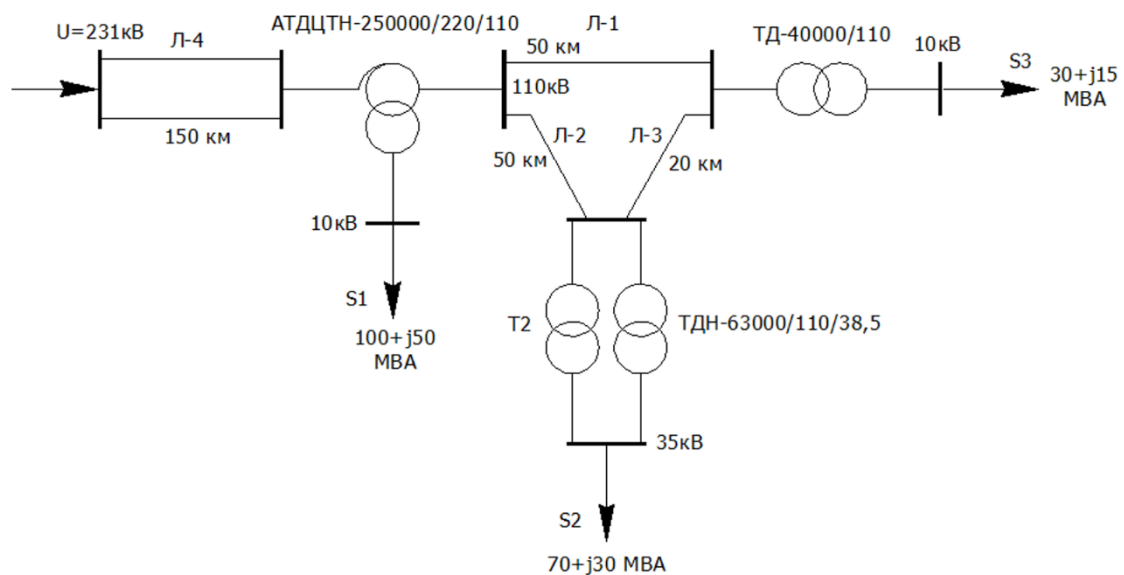 U=231кВ
Л-4
150 км
АТДЦТН-250000/220/110
Л-1
50 км
110кВ
ТД-40000/110
10кВ
S3
30+j15
МВА
Л-2
50 км
Л-3
20 км
10кВ
S1
100+j50
МВА
Т2
ТДН-63000/110/38,5
35кВ
S2
70+j30 МВА